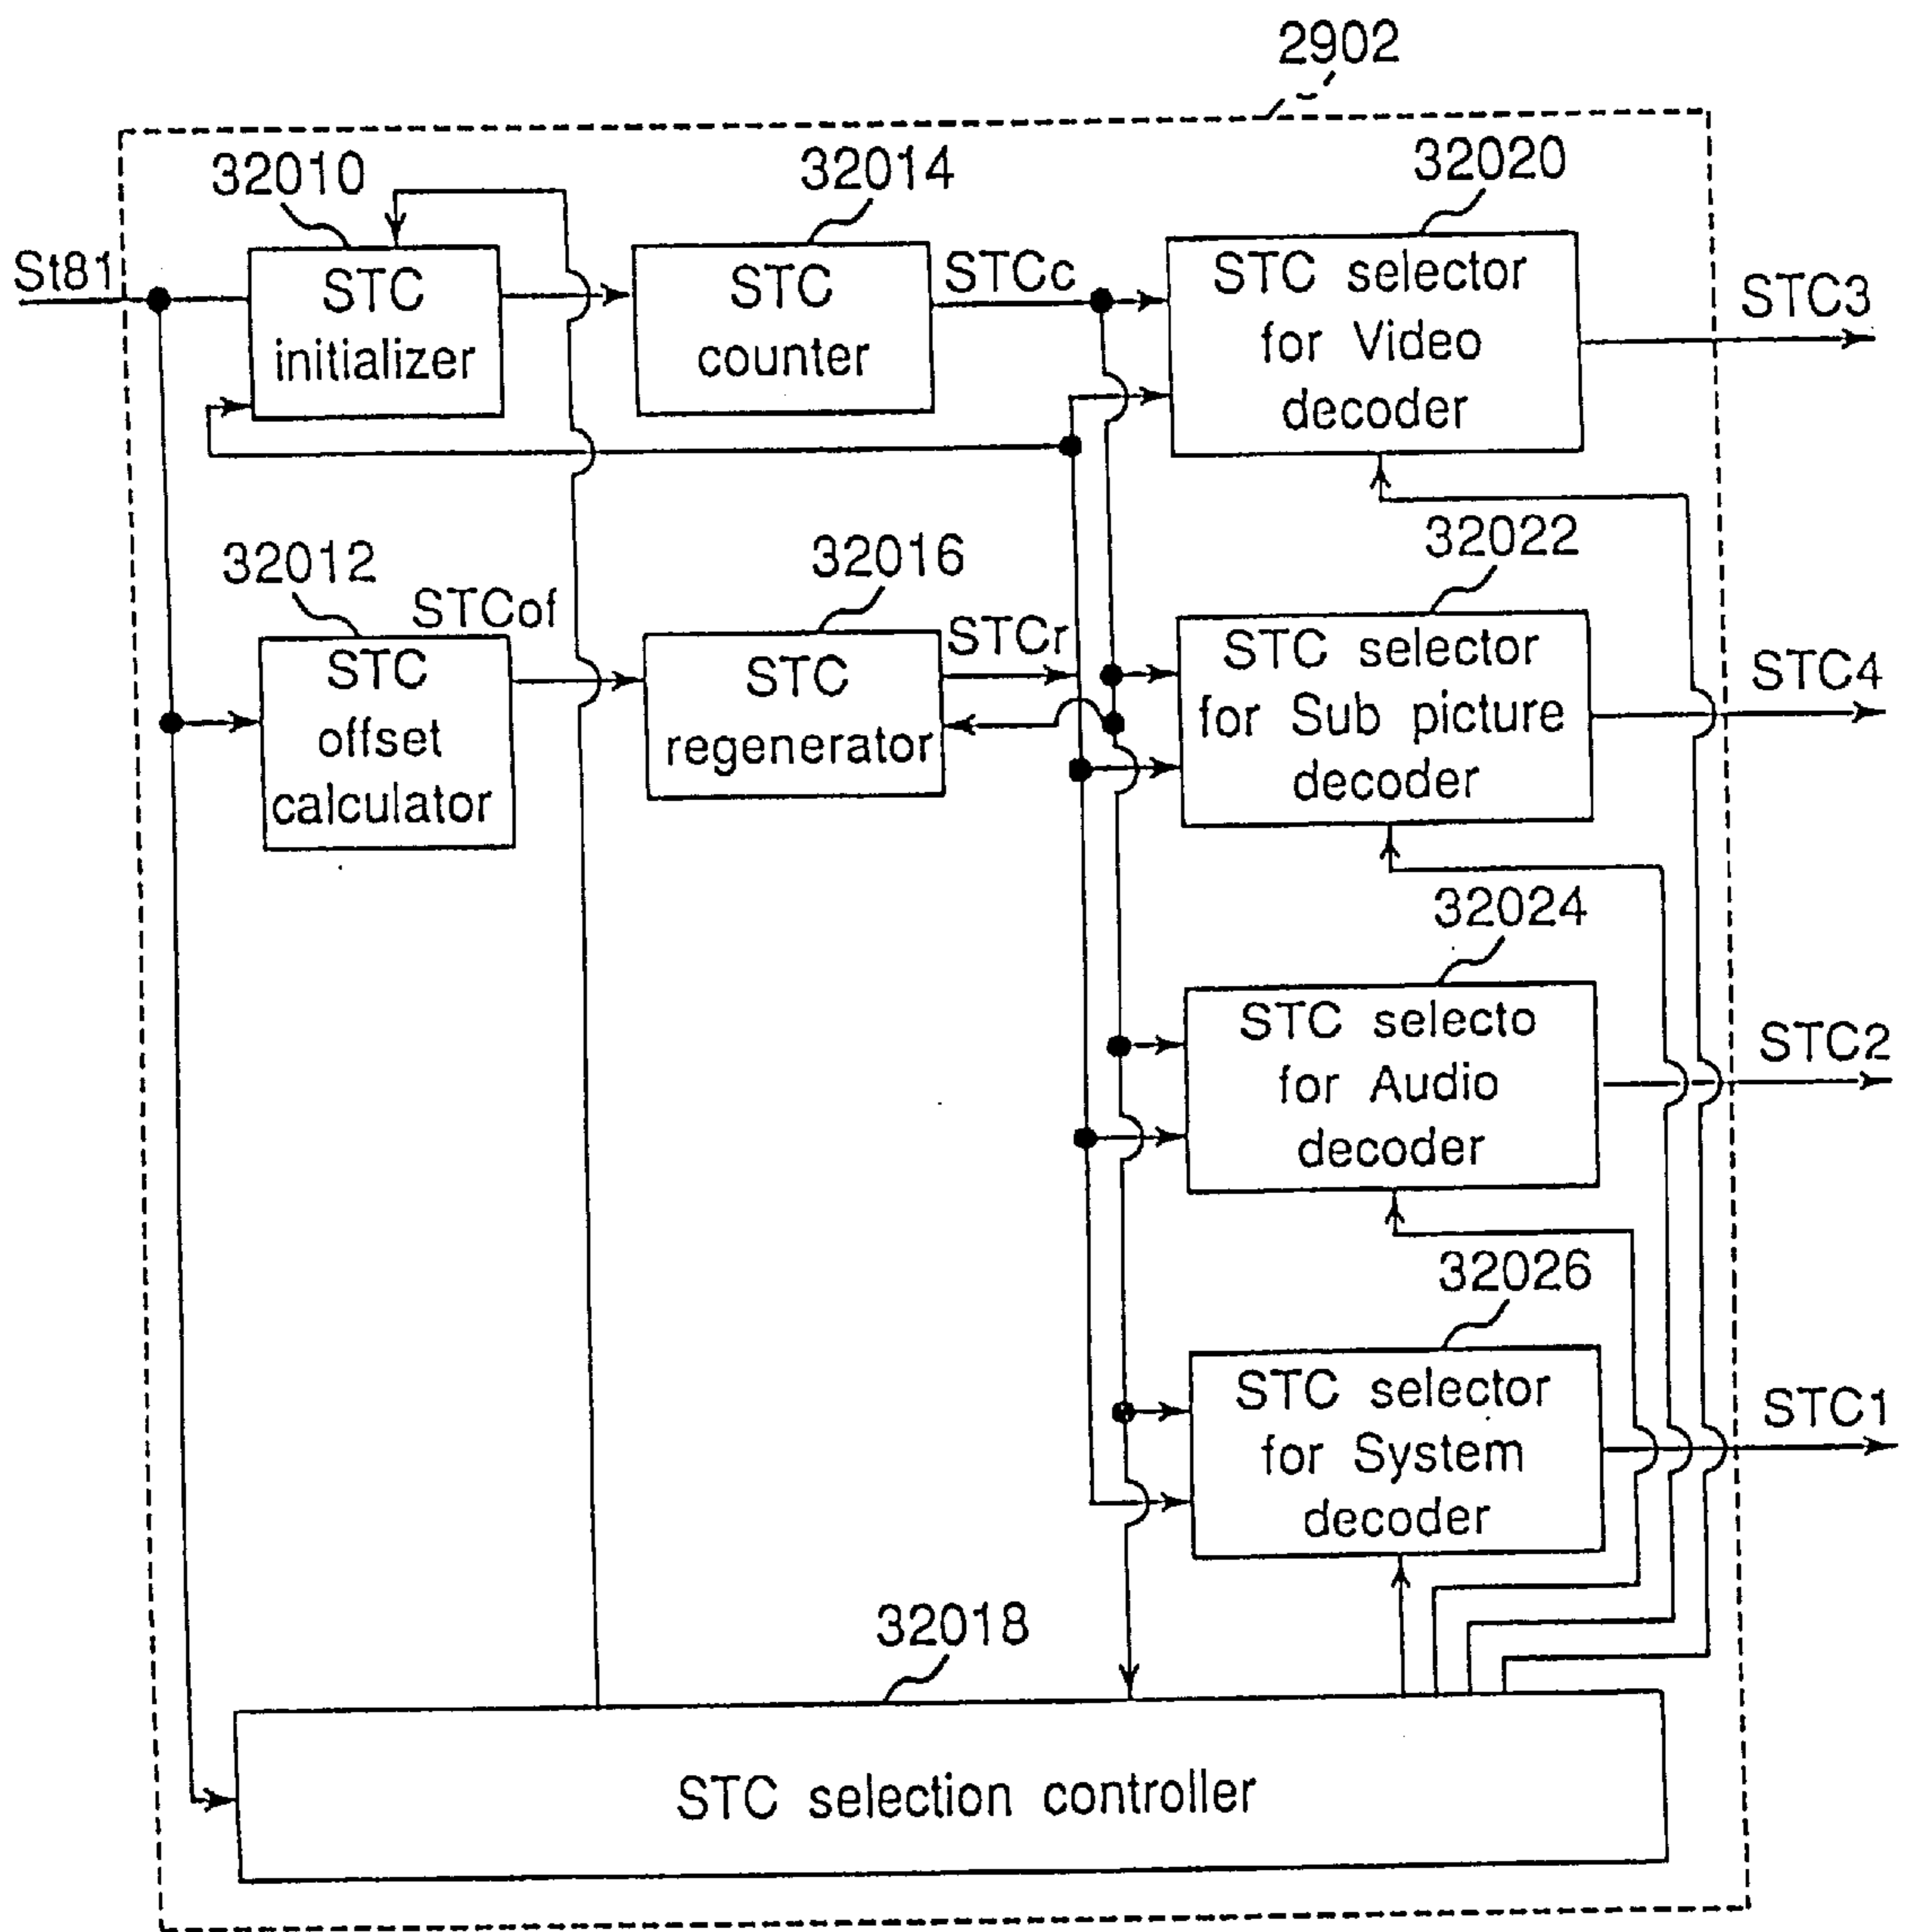 2902
32010
32014
32020
St81
STC
initializer
STC
counter
STCc
STC selector
for Video
decoder
STC3
32012
STCof
32016
32022
STC
offset
calculator
STC
regenerator
STCr
STC selector
for Sub picture
decoder
STC4
32024
STC selecto
for Audio
decoder
STC2
32026
STC selector
for System
decoder
STC1
32018
STC selection controller